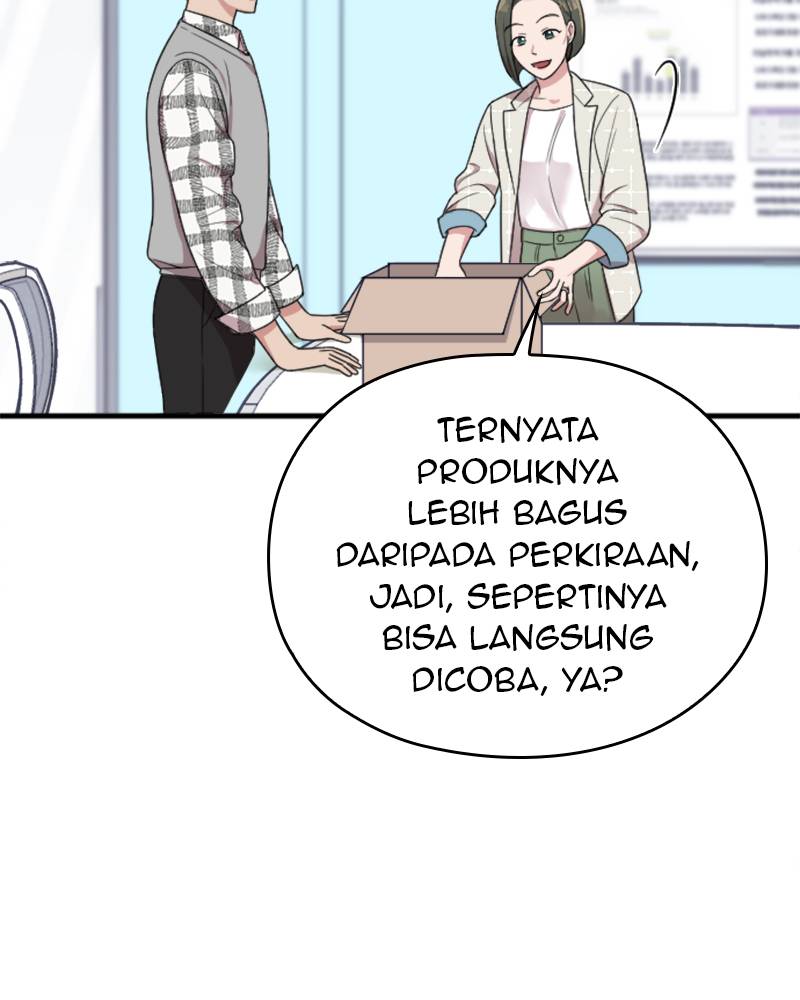 TERNYATA
PRODUKNYA
LEBIH BAGUS
DARIPADA PERKIRAAN,
JADI, SEPERTINYA
BISA LANGSUNG
DICOBA, YA?